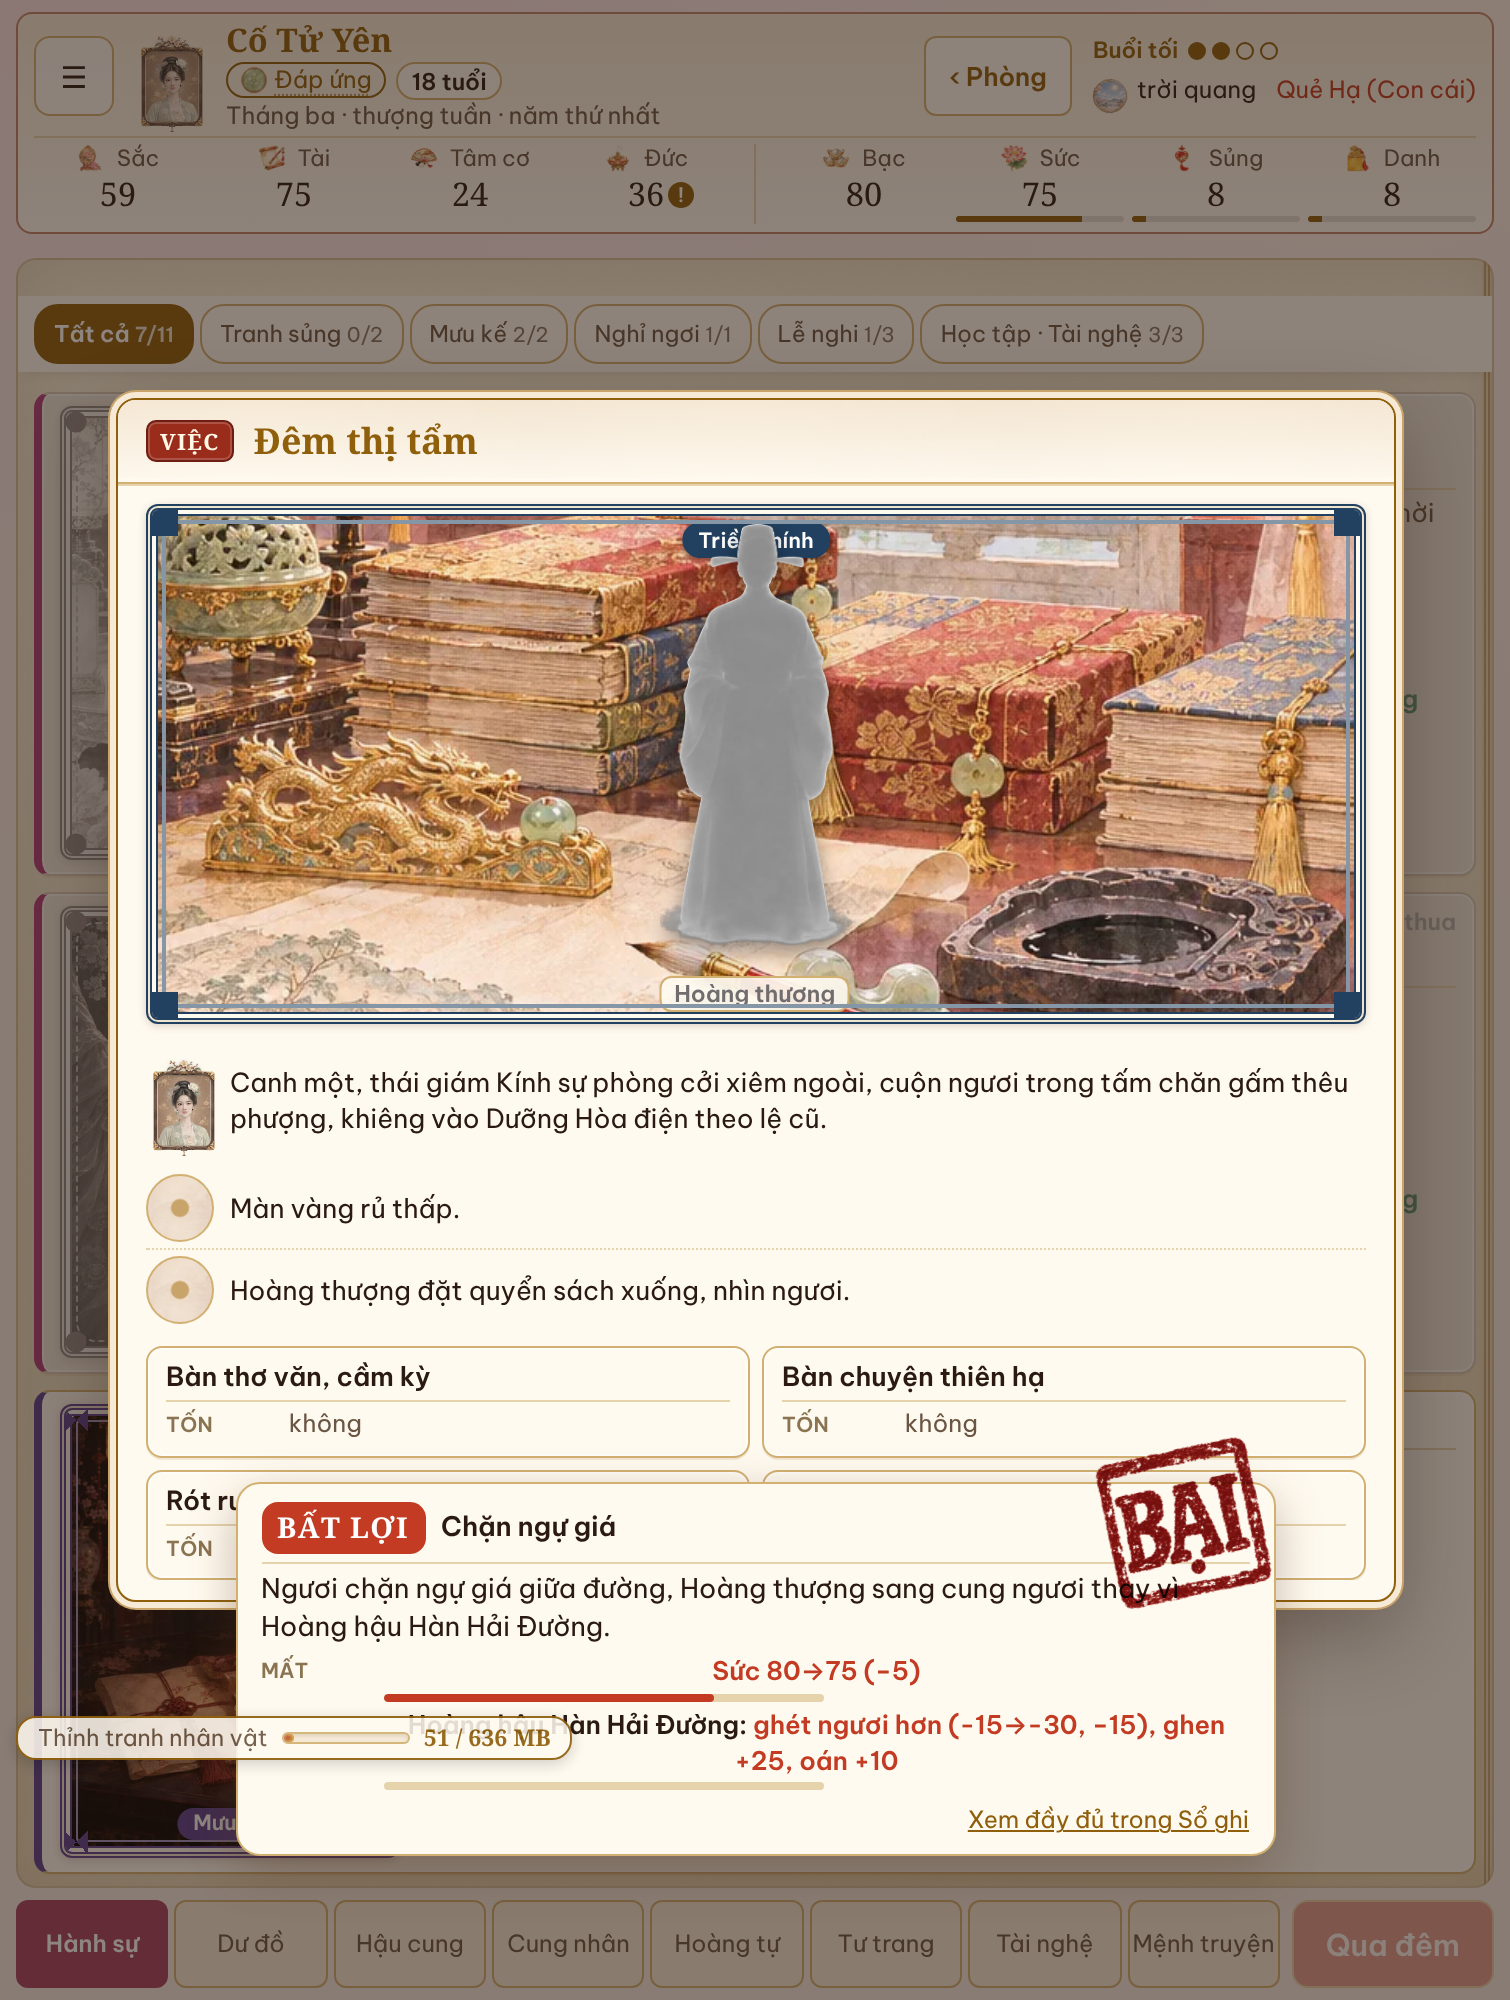 Cố Tử Yên
Đáp ứng 18 tuổi
Tháng ba · thượng tuần · năm thứ nhất
‹ Phòng
Buổi tối
trời quang Quẻ Hạ (Con cái)
Sắc Tài Tâm cơ Đức Bạc Sức Sủng Danh
59 75 24 36 ! 80 75 8 8
Tất cả 7/11 Tranh sủng 0/2 Mưu kế 2/2 Nghỉ ngơi 1/1 Lễ nghi 1/3 Học tập · Tài nghệ 3/3
VIỆC Đêm thị tẩm
Hoàng thượng
Canh một, thái giám Kính sự phòng cởi xiêm ngoài, cuộn ngươi trong tấm chăn gấm thêu
phượng, khiêng vào Dưỡng Hòa điện theo lệ cũ.
thua
Màn vàng rủ thấp.
Hoàng thượng đặt quyển sách xuống, nhìn ngươi.
Bàn thơ văn, cầm kỳ
TỐN không
Bàn chuyện thiên hạ
TỐN không
Rót
TỐN
BẤT LỢI Chặn ngự giá
BẠI
Ngươi chặn ngự giá giữa đường, Hoàng thượng sang cung ngươi thay vì
Hoàng hậu Hàn Hải Đường.
MẤT Sức 80→75 (−5)
Hoàng hậu Hàn Hải Đường: ghét ngươi hơn (-15→-30, −15), ghen
+25, oán +10
Thỉnh tranh nhân vật 51 / 636 MB
Xem đầy đủ trong Sổ ghi
Mưu
Hành sự Dư đồ Hậu cung Cung nhân Hoàng tự Tư trang Tài nghệ Mệnh truyện Qua đêm